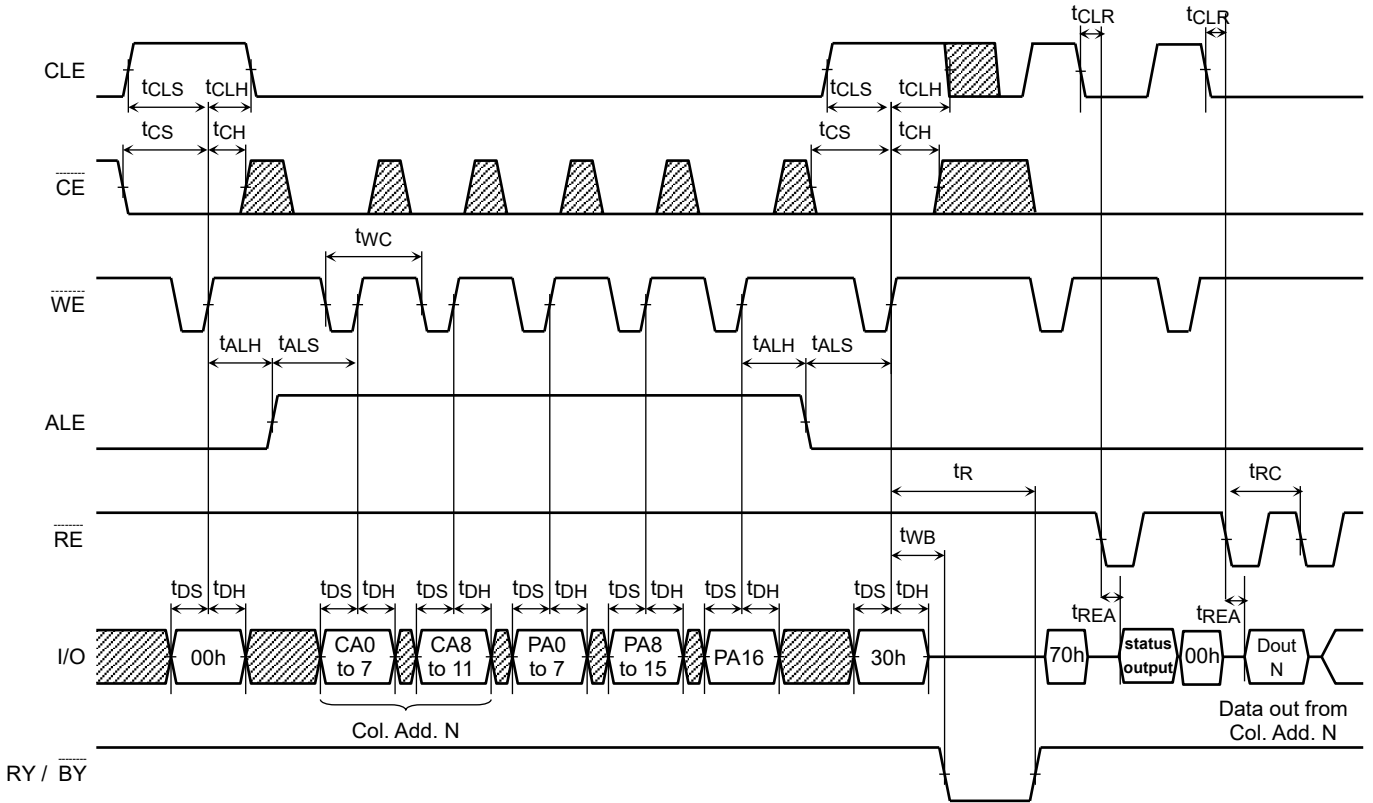 tCLR tCLR
CLE
tCLS tCLH tCLS tCLH
tCS tCH tCS tCH
CE
tWC
WE
tALH tALS tALH tALS
ALE
tR tRC
RE
tWB
tDS tDH tDS tDH tDS tDH tDS tDH tDS tDH tDS tDH tDS tDH
tREA tREA
I/O
00h
CA0
to 7
CA8
to 11
PA0
to 7
PA8
to 15
PA16
30h
70h
status
output
00h
Dout
N
Col. Add. N
Data out from
Col. Add. N
RY / BY